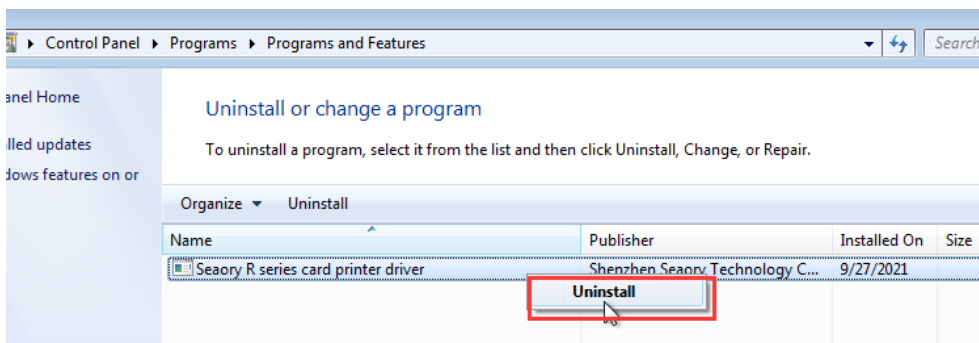 Control Panel ▸ Programs ▸ Programs and Features
Search
anel Home
Uninstall or change a program
lled updates
To uninstall a program, select it from the list and then click Uninstall, Change, or Repair.
dows features on or
Organize Uninstall
Name Publisher Installed On Size
Seaory R series card printer driver Shenzhen Seaory Technology C... 9/27/2021
Uninstall